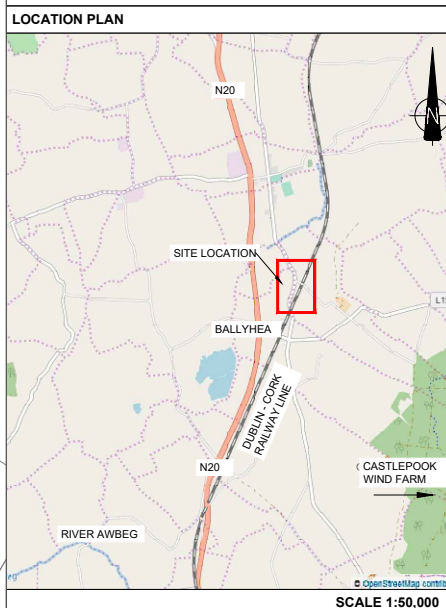 LOCATION PLAN
N20
N
SITE LOCATION
BALLYHEA
DUBLIN - CORK
RAILWAY LINE
N20
CASTLEPOOK
WIND FARM
RIVER AWBEG
© OpenStreetMap
SCALE 1:50,000